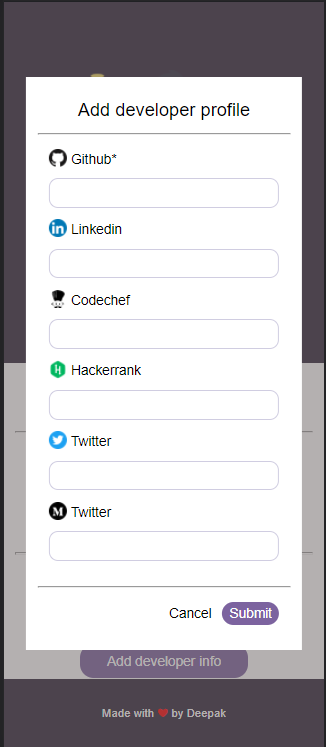 Add developer profile
Github*
Linkedin
Codechef
Hackerrank
Twitter
Twitter
Cancel Submit
Add developer info
Made with ❤ by Deepak